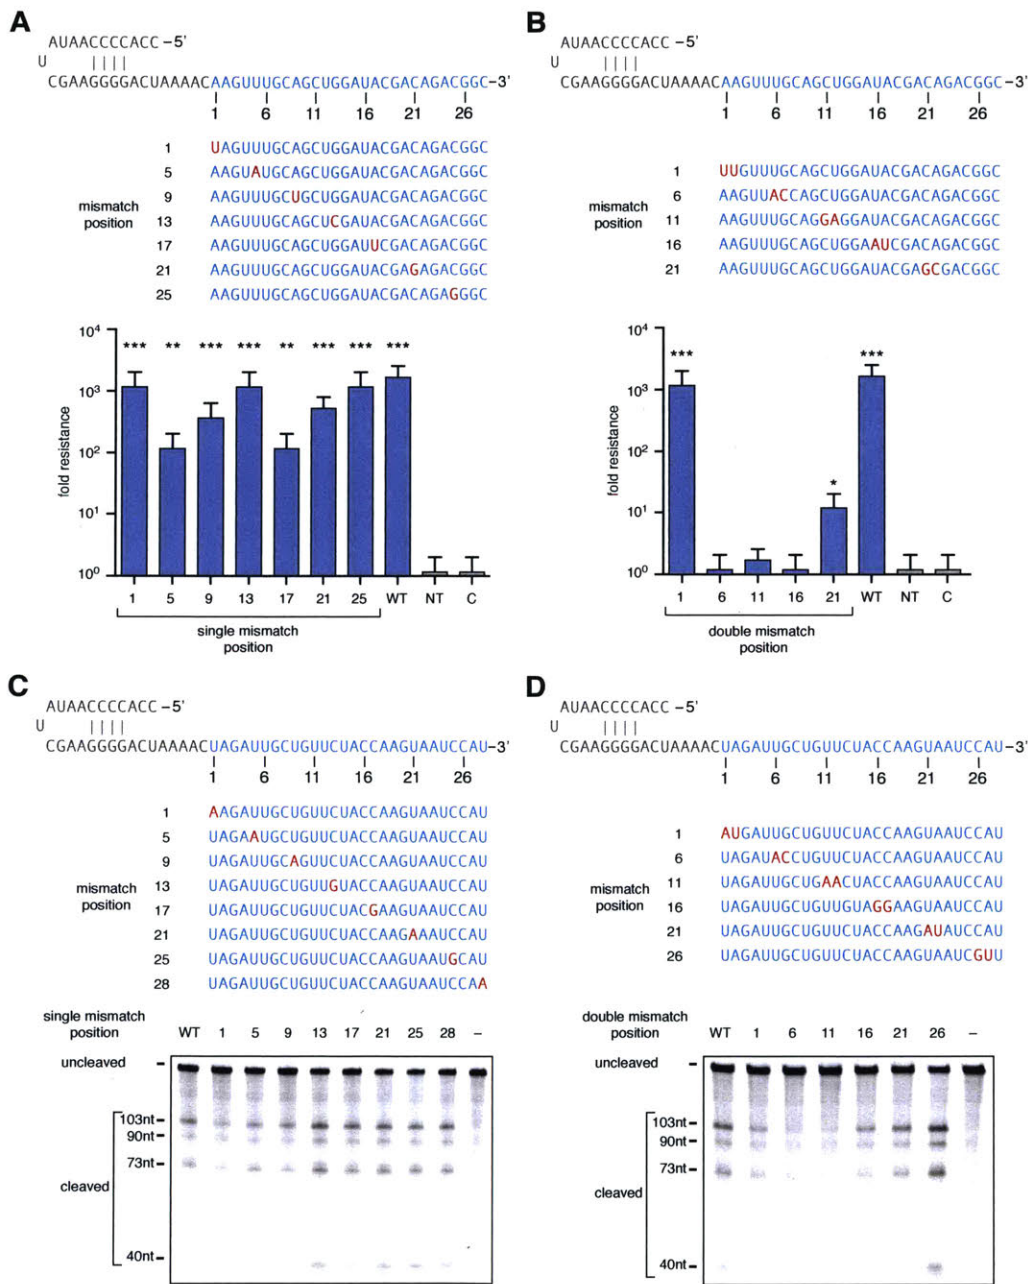 A
AUAACCCCACC –5'
U
CGAAGGGGACUAAAACAAGUUUGCAGCUGGAUACGACAGACGGC–3'
1 6 11 16 21 26
mismatch position
1 UAGUUUGCAGCUGGAUACGACAGACGGC
5 AAGUAUGCAGCUGGAUACGACAGACGGC
9 AAGUUUGCUGCUGGAUACGACAGACGGC
13 AAGUUUGCAGCUCGAUACGACAGACGGC
17 AAGUUUGCAGCUGGAUUCGACAGACGGC
21 AAGUUUGCAGCUGGAUACGAGAGACGGC
25 AAGUUUGCAGCUGGAUACGACAGAGGGC
fold resistance
10⁴
10³
10²
10¹
10⁰
*** ** *** *** ** *** *** ***
1 5 9 13 17 21 25 WT NT C
single mismatch
position
B
AUAACCCCACC –5'
U
CGAAGGGGACUAAAACAAGUUUGCAGCUGGAUACGACAGACGGC–3'
1 6 11 16 21 26
mismatch position
1 UUGUUUGCAGCUGGAUACGACAGACGGC
6 AAGUUACCAGCUGGAUACGACAGACGGC
11 AAGUUUGCAGGAGGAUACGACAGACGGC
16 AAGUUUGCAGCUGGAAUCGACAGACGGC
21 AAGUUUGCAGCUGGAUACGAGCGACGGC
fold resistance
10⁴
10³
10²
10¹
10⁰
*** * ***
1 6 11 16 21 WT NT C
double mismatch
position
C
AUAACCCCACC –5'
U
CGAAGGGGACUAAAACUAGAUUGCUGUUCUACCAAGUAAUCCAU–3'
1 6 11 16 21 26
mismatch position
1 AAGAUUGCUGUUCUACCAAGUAAUCCAU
5 UAGAAUGCUGUUCUACCAAGUAAUCCAU
9 UAGAUUGCAGUUCUACCAAGUAAUCCAU
13 UAGAUUGCUGUUGUACCAAGUAAUCCAU
17 UAGAUUGCUGUUCUACGAAGUAAUCCAU
21 UAGAUUGCUGUUCUACCAAGAAAUCCAU
25 UAGAUUGCUGUUCUACCAAGUAAUGCAU
28 UAGAUUGCUGUUCUACCAAGUAAUCCAA
single mismatch
position
WT 1 5 9 13 17 21 25 28 –
uncleaved
103nt
90nt
73nt
cleaved
40nt
D
AUAACCCCACC –5'
U
CGAAGGGGACUAAAACUAGAUUGCUGUUCUACCAAGUAAUCCAU–3'
1 6 11 16 21 26
mismatch position
1 AUGAUUGCUGUUCUACCAAGUAAUCCAU
6 UAGAUACCUGUUCUACCAAGUAAUCCAU
11 UAGAUUGCUGAACUACCAAGUAAUCCAU
16 UAGAUUGCUGUUGUAGGAAGUAAUCCAU
21 UAGAUUGCUGUUCUACCAAGAUAUCCAU
26 UAGAUUGCUGUUCUACCAAGUAAUCGUU
double mismatch
position
WT 1 6 11 16 21 26 –
uncleaved
103nt
90nt
73nt
cleaved
40nt